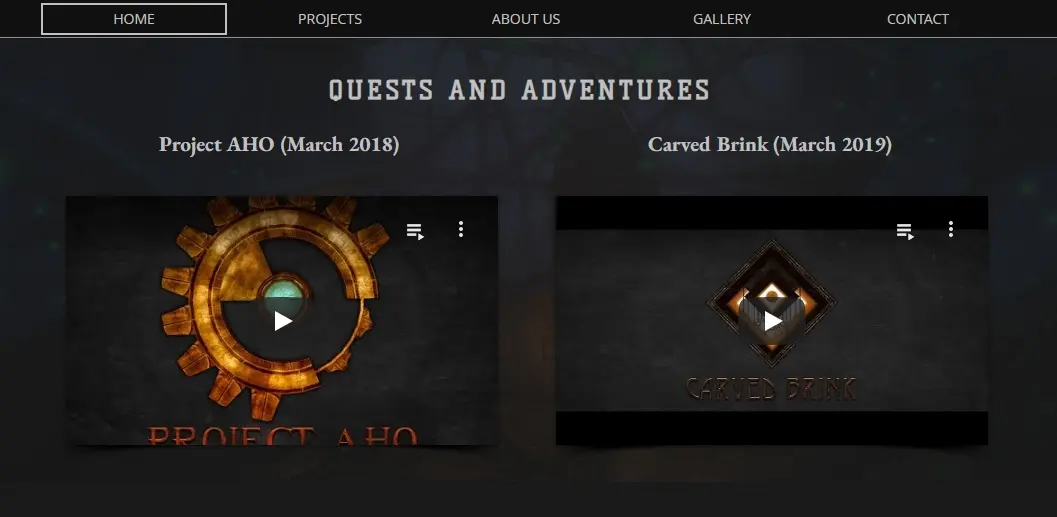 HOME PROJECTS ABOUT US GALLERY CONTACT
QUESTS AND ADVENTURES
Project AHO (March 2018) Carved Brink (March 2019)
CARVED BRINK
PROJECT AHO